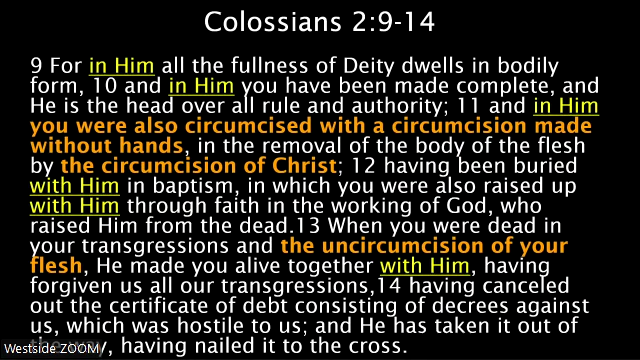 Colossians 2:9-14
9 For in Him all the fullness of Deity dwells in bodily
form, 10 and in Him you have been made complete, and
He is the head over all rule and authority; 11 and in Him
you were also circumcised with a circumcision made
without hands, in the removal of the body of the flesh
by the circumcision of Christ; 12 having been buried
with Him in baptism, in which you were also raised up
with Him through faith in the working of God, who
raised Him from the dead.13 When you were dead in
your transgressions and the uncircumcision of your
flesh, He made you alive together with Him, having
forgiven us all our transgressions,14 having canceled
out the certificate of debt consisting of decrees against
us, which was hostile to us; and He has taken it out of
, having nailed it to the cross.
Westside ZOOM